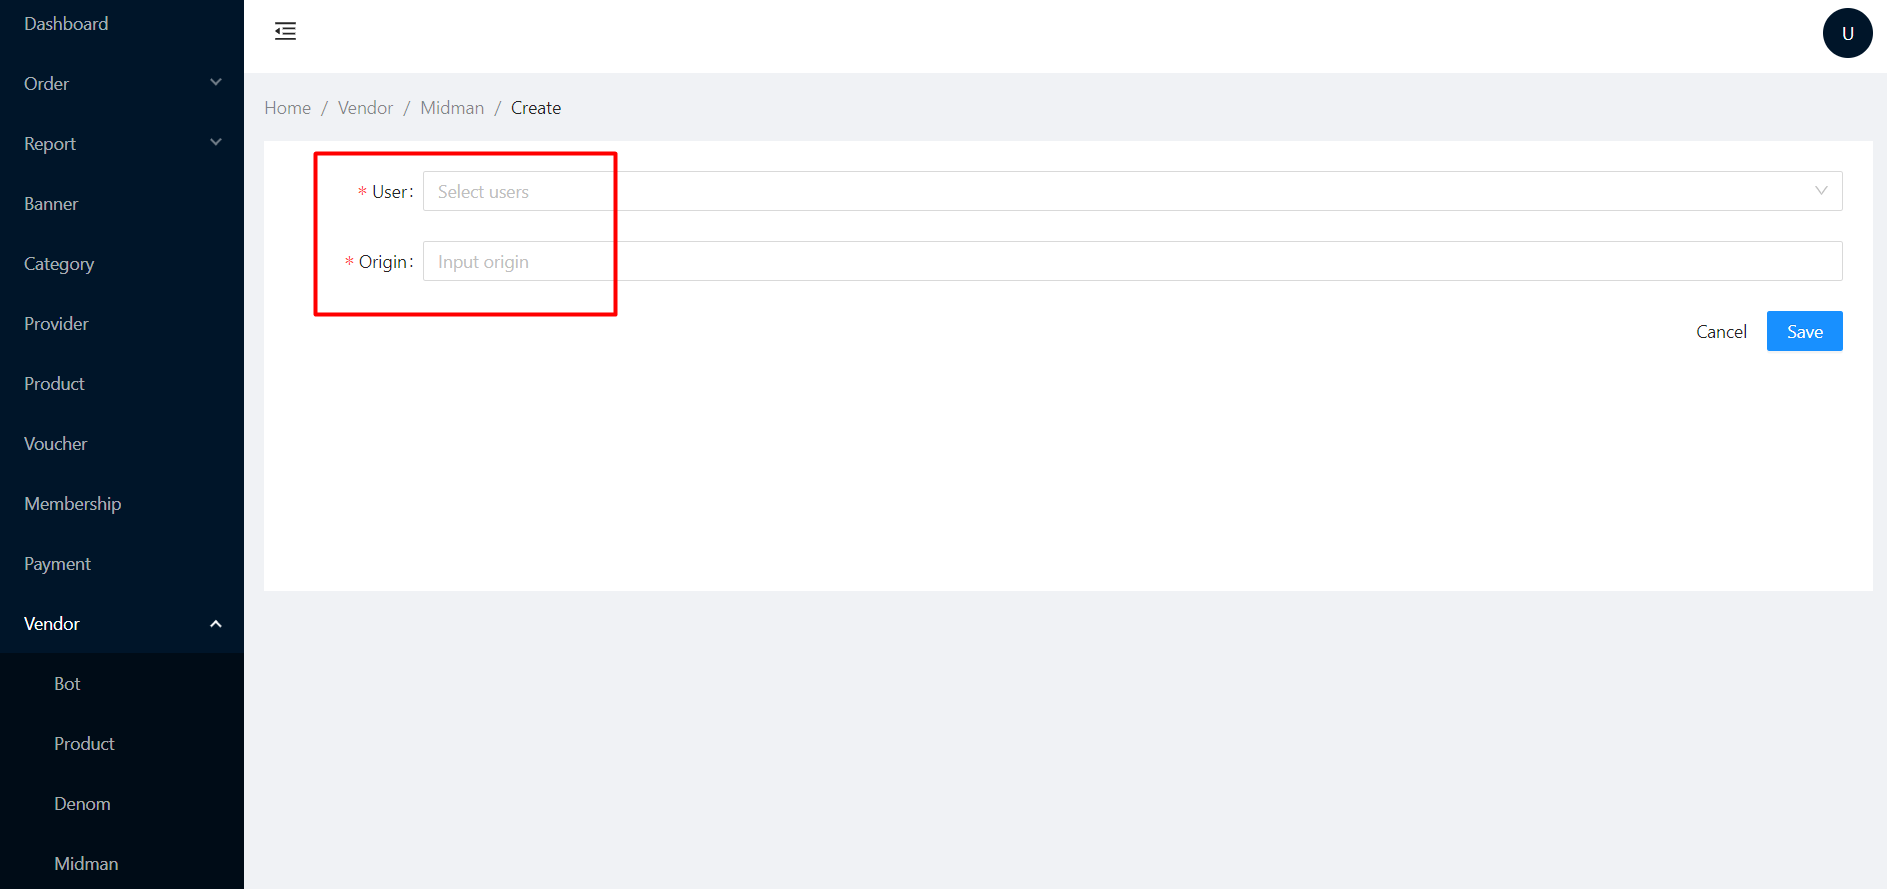 Dashboard
Order
Report
Banner
Category
Provider
Product
Voucher
Membership
Payment
Vendor
Bot
Product
Denom
Midman
U
Home / Vendor / Midman / Create
* User: Select users
* Origin: Input origin
Cancel Save